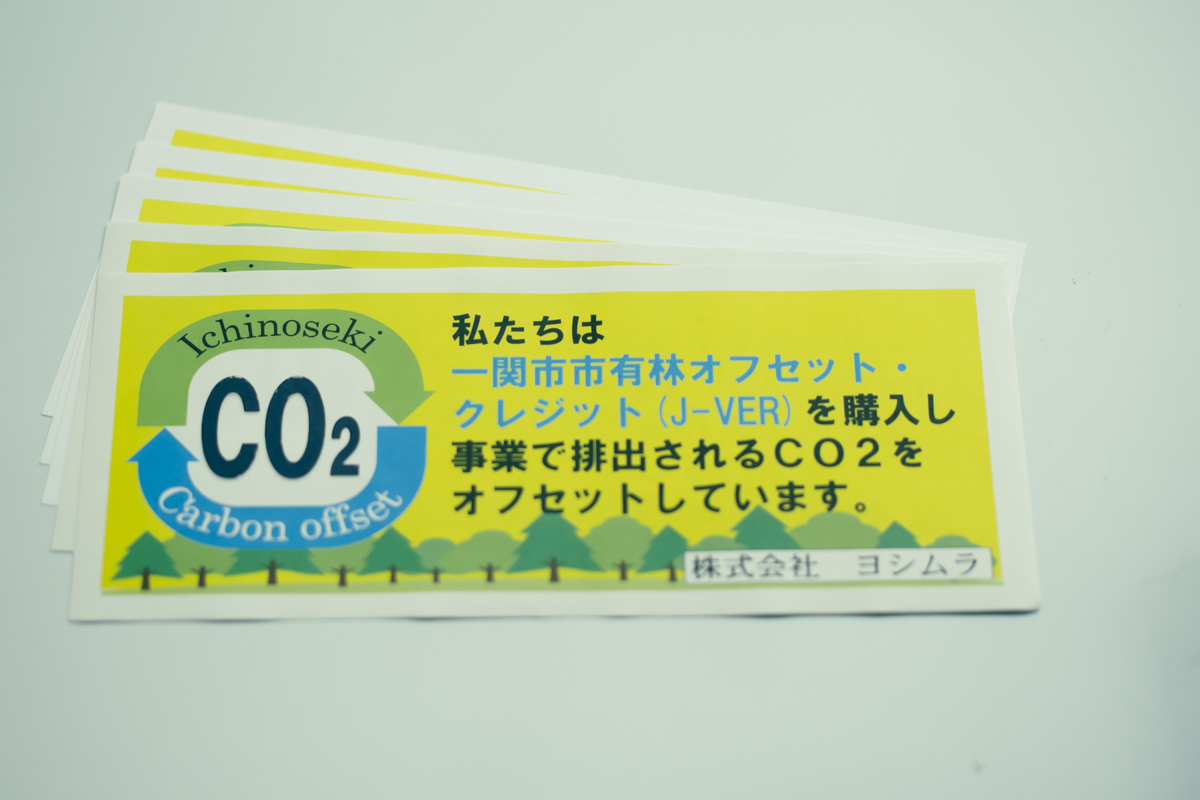 Ichinoseki
CO2
Carbon offset
私たちは
一関市市有林オフセット・
クレジット(J-VER)を購入し
事業で排出されるＣＯ２を
オフセットしています。
株式会社　ヨシムラ